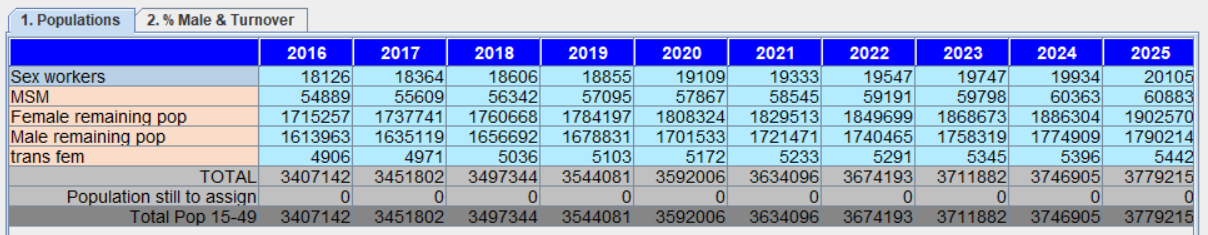 1. Populations 2. % Male & Turnover
2016 2017 2018 2019 2020 2021 2022 2023 2024 2025
Sex workers 18126 18364 18606 18855 19109 19333 19547 19747 19934 20105
MSM 54889 55609 56342 57095 57867 58545 59191 59798 60363 60883
Female remaining pop 1715257 1737741 1760668 1784197 1808324 1829513 1849699 1868673 1886304 1902570
Male remaining pop 1613963 1635119 1656692 1678831 1701533 1721471 1740465 1758319 1774909 1790214
trans fem 4906 4971 5036 5103 5172 5233 5291 5345 5396 5442
TOTAL 3407142 3451802 3497344 3544081 3592006 3634096 3674193 3711882 3746905 3779215
Population still to assign 0 0 0 0 0 0 0 0 0 0
Total Pop 15-49 3407142 3451802 3497344 3544081 3592006 3634096 3674193 3711882 3746905 3779215